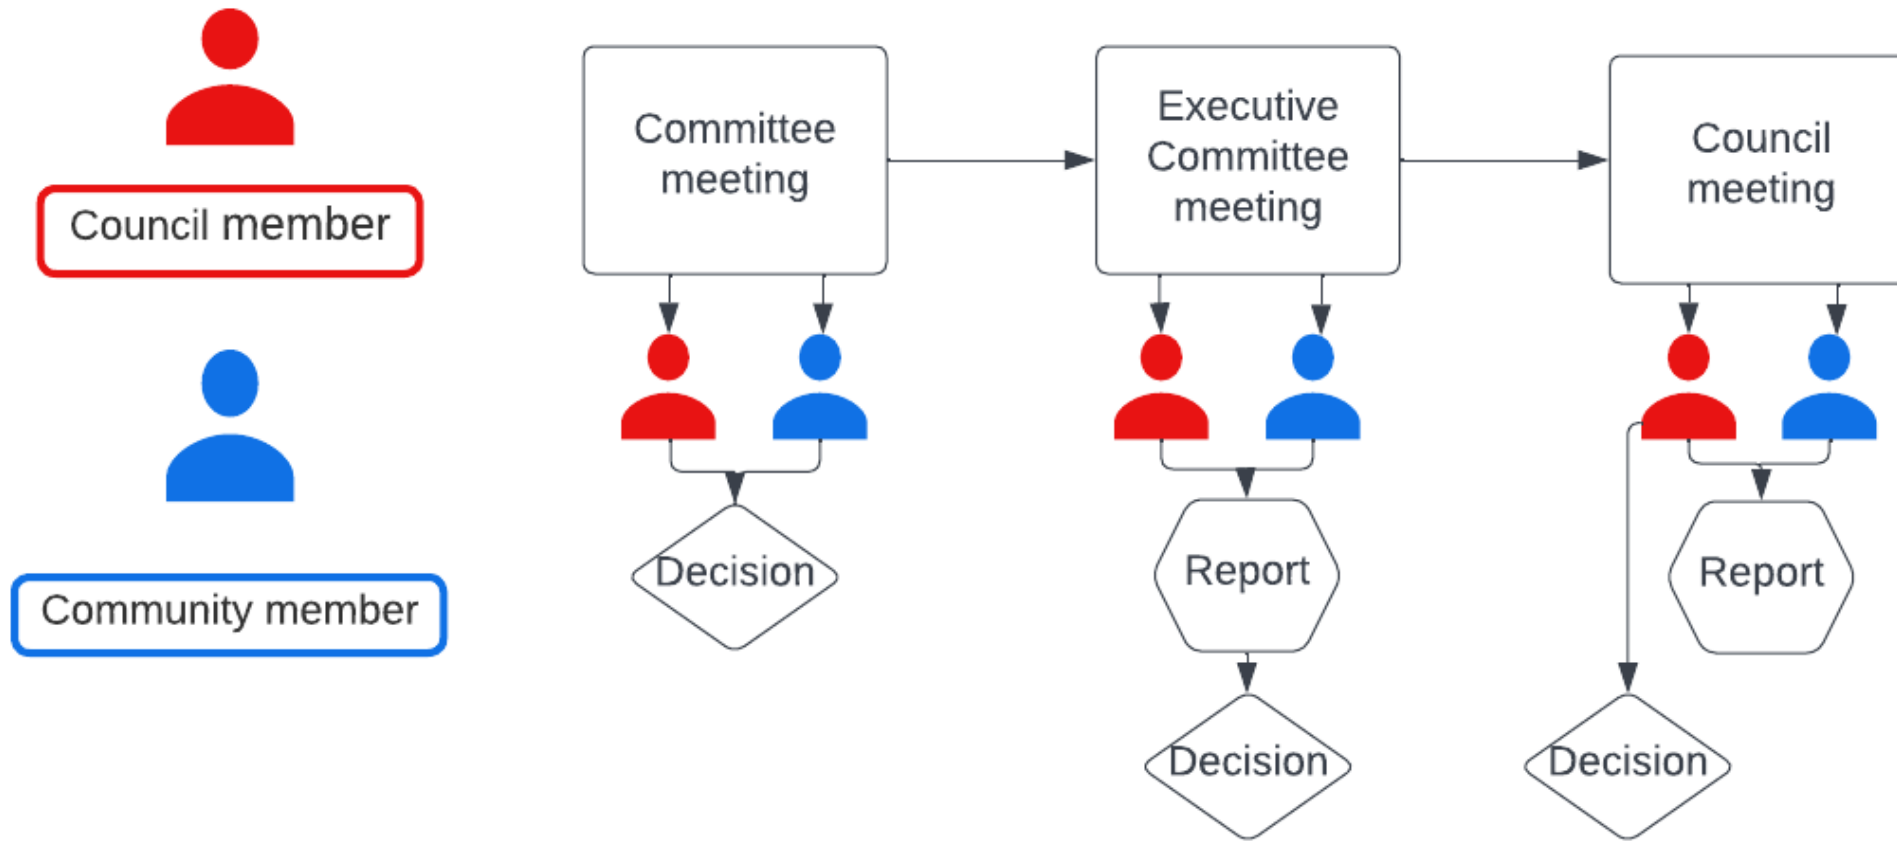 Council member
Community member
Committee
meeting
Decision
Executive
Committee
meeting
Report
Decision
Council
meeting
Report
Decision